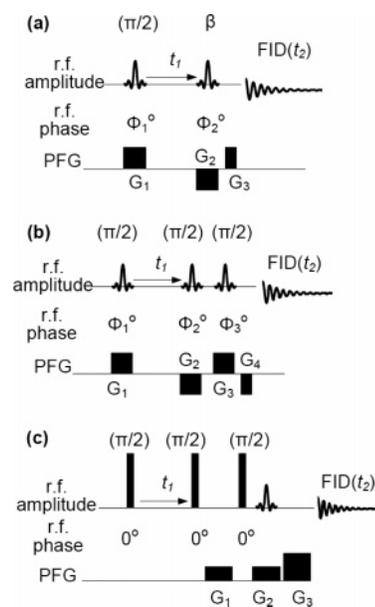 (a)
(π/2) β
r.f. amplitude t₁ FID(t₂)
r.f. phase Φ₁° Φ₂°
PFG G₂
G₁ G₃
(b)
(π/2) (π/2) (π/2)
r.f. amplitude t₁ FID(t₂)
r.f. phase Φ₁° Φ₂° Φ₃°
PFG G₂ G₄
G₁ G₃
(c)
(π/2) (π/2) (π/2)
r.f. amplitude t₁ FID(t₂)
r.f. phase 0° 0° 0°
PFG
G₁ G₂ G₃